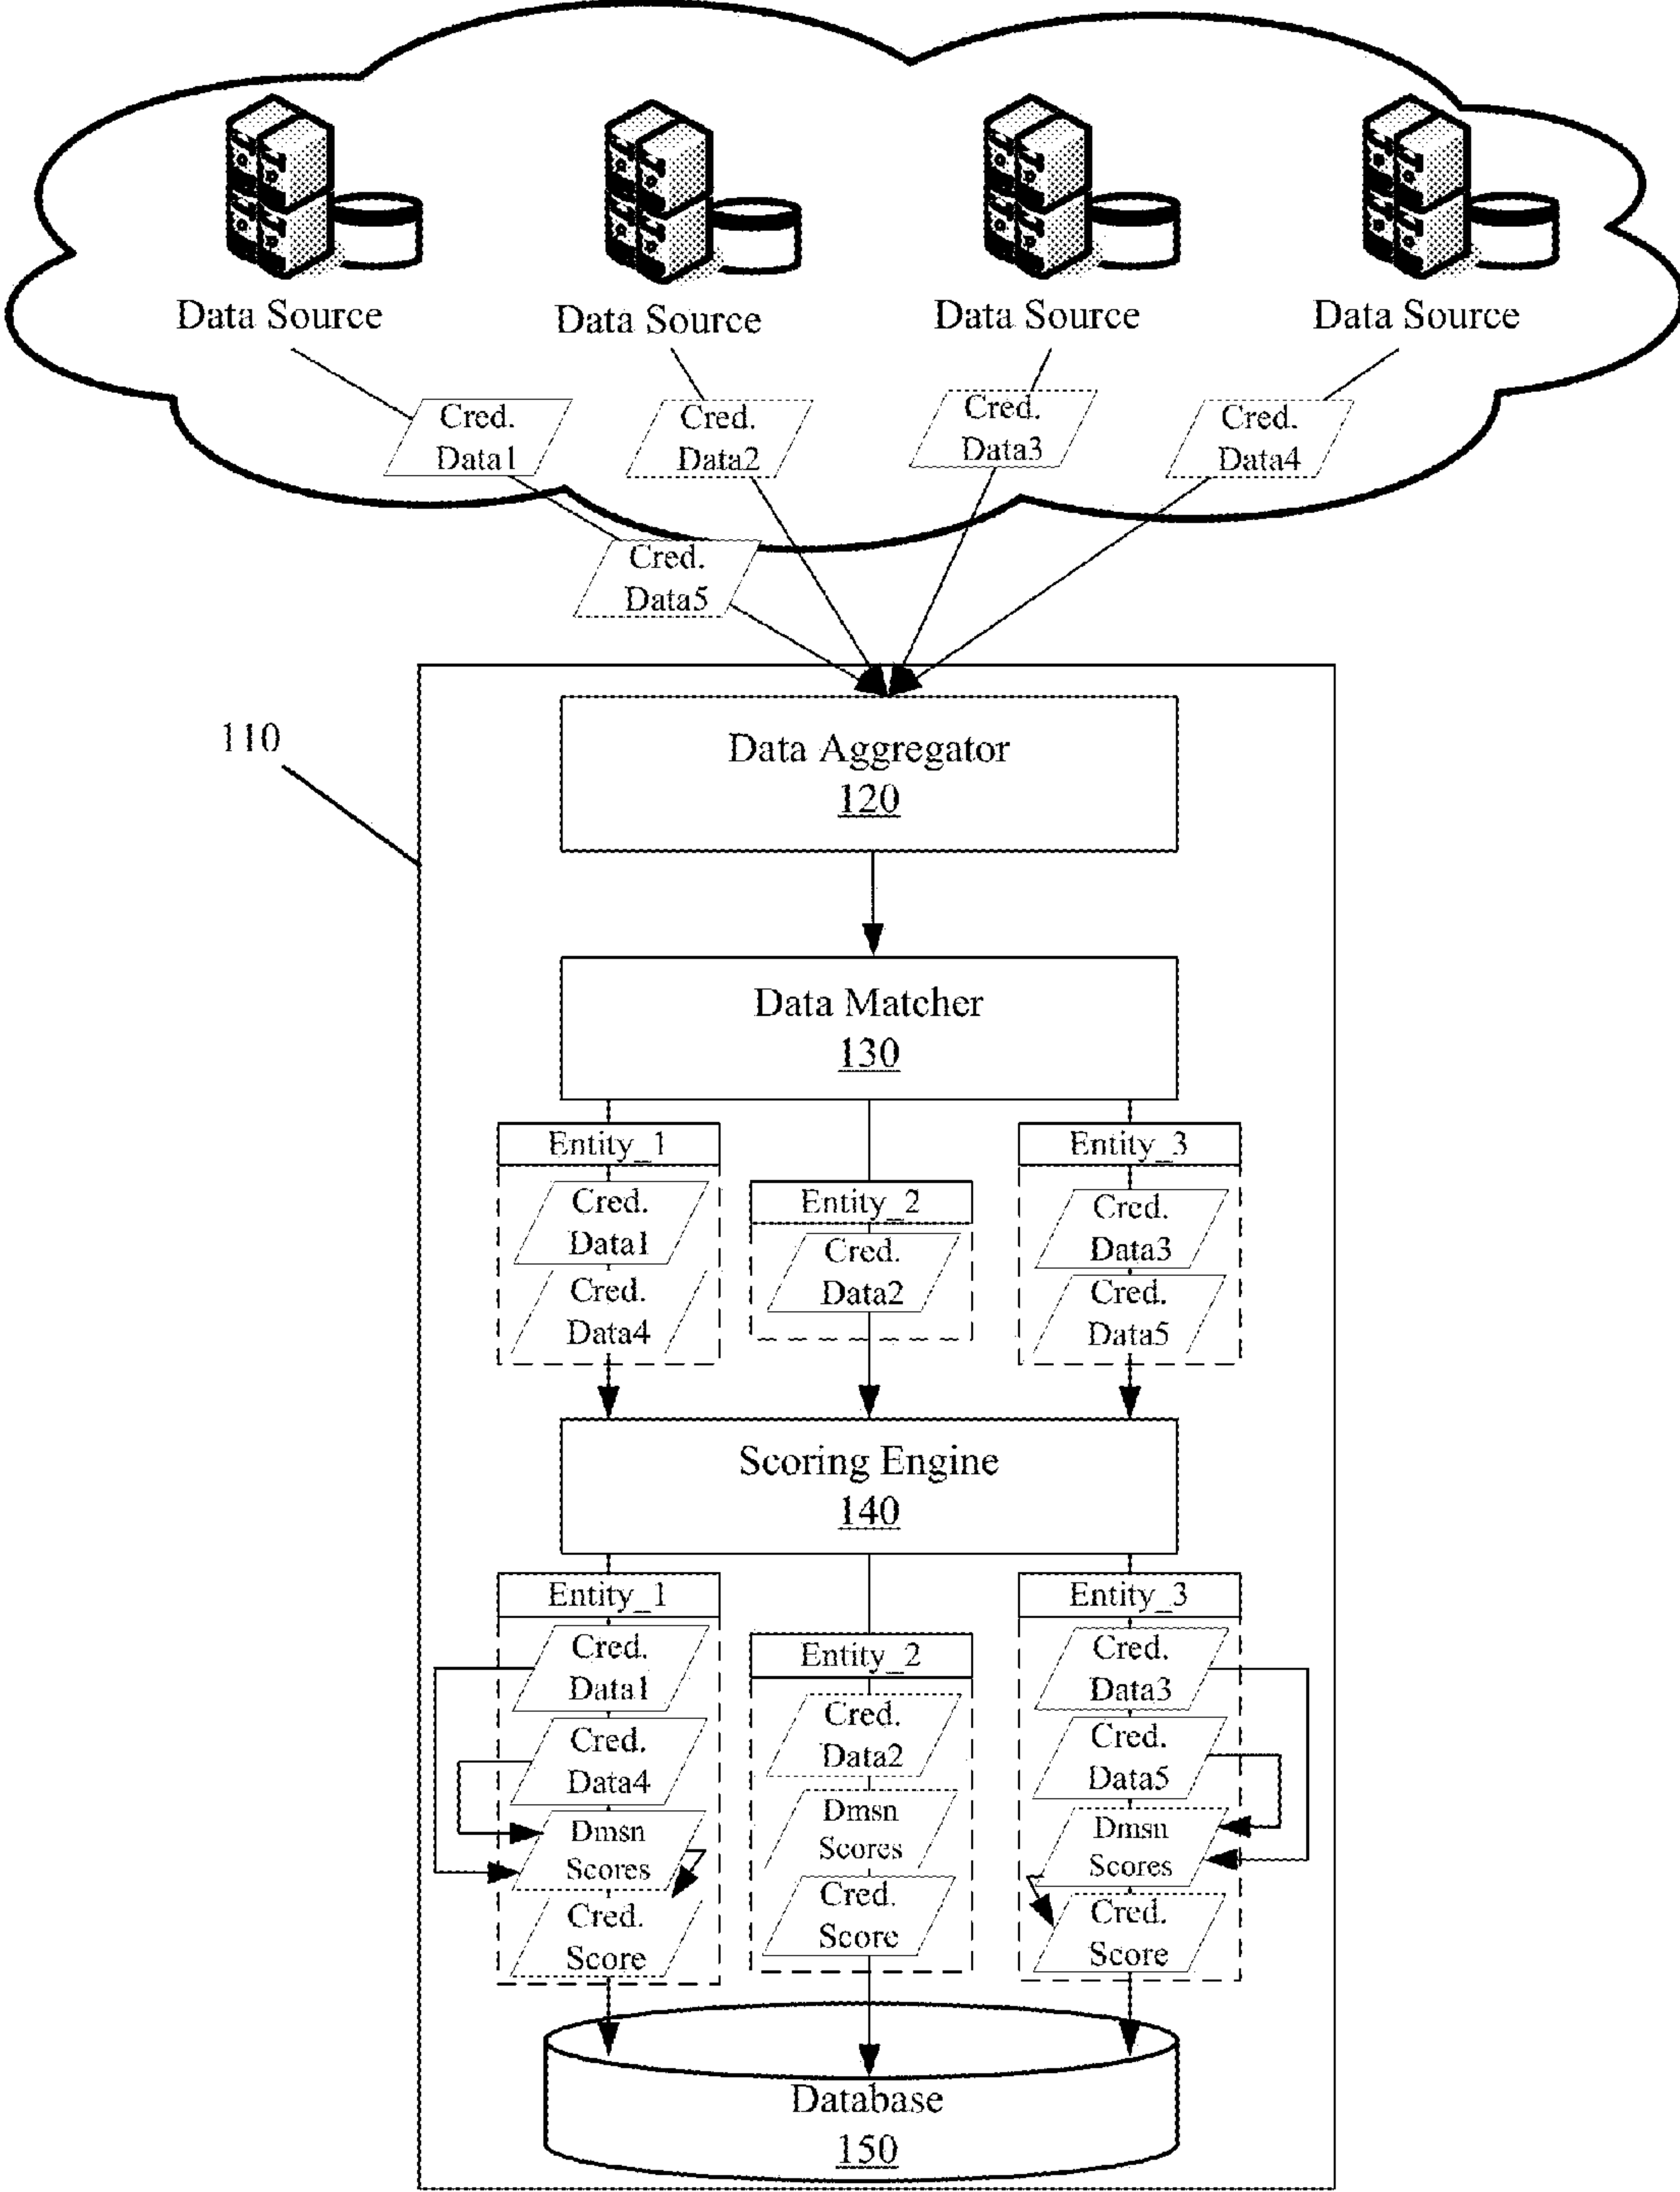 Data Source
Data Source
Data Source
Data Source
Cred.
Data1
Cred.
Data2
Cred.
Data3
Cred.
Data4
Cred.
Data5
110
Data Aggregator
120
Data Matcher
130
Entity_1
Cred.
Data1
Cred.
Data4
Entity_2
Cred.
Data2
Entity_3
Cred.
Data3
Cred.
Data5
Scoring Engine
140
Entity_1
Cred.
Data1
Cred.
Data4
Dmsn
Scores
Cred.
Score
Entity_2
Cred.
Data2
Dmsn
Scores
Cred.
Score
Entity_3
Cred.
Data3
Cred.
Data5
Dmsn
Scores
Cred.
Score
Database
150